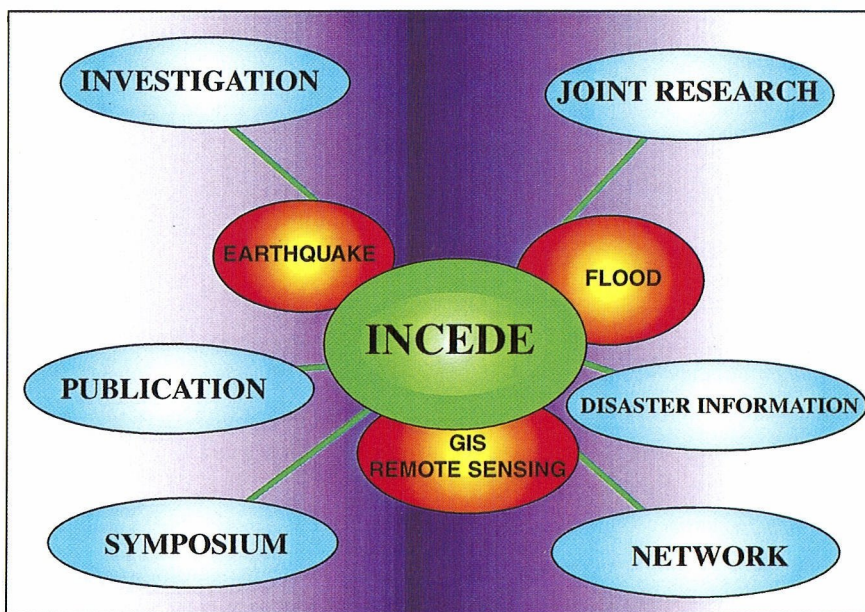 INVESTIGATION
JOINT RESEARCH
EARTHQUAKE
FLOOD
INCEDE
PUBLICATION
DISASTER INFORMATION
GIS
REMOTE SENSING
SYMPOSIUM
NETWORK